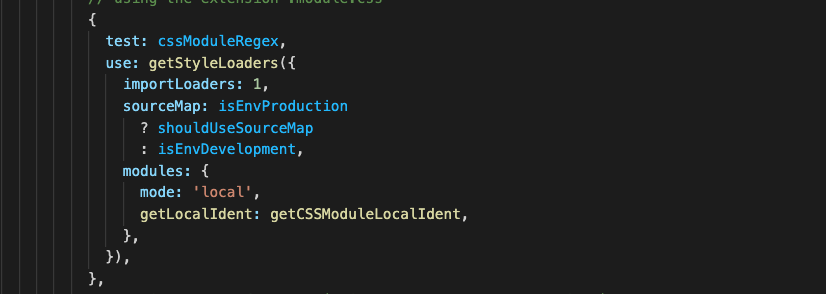 // using the extension .module.css
{
test: cssModuleRegex,
use: getStyleLoaders({
importLoaders: 1,
sourceMap: isEnvProduction
? shouldUseSourceMap
: isEnvDevelopment,
modules: {
mode: 'local',
getLocalIdent: getCSSModuleLocalIdent,
},
}),
},